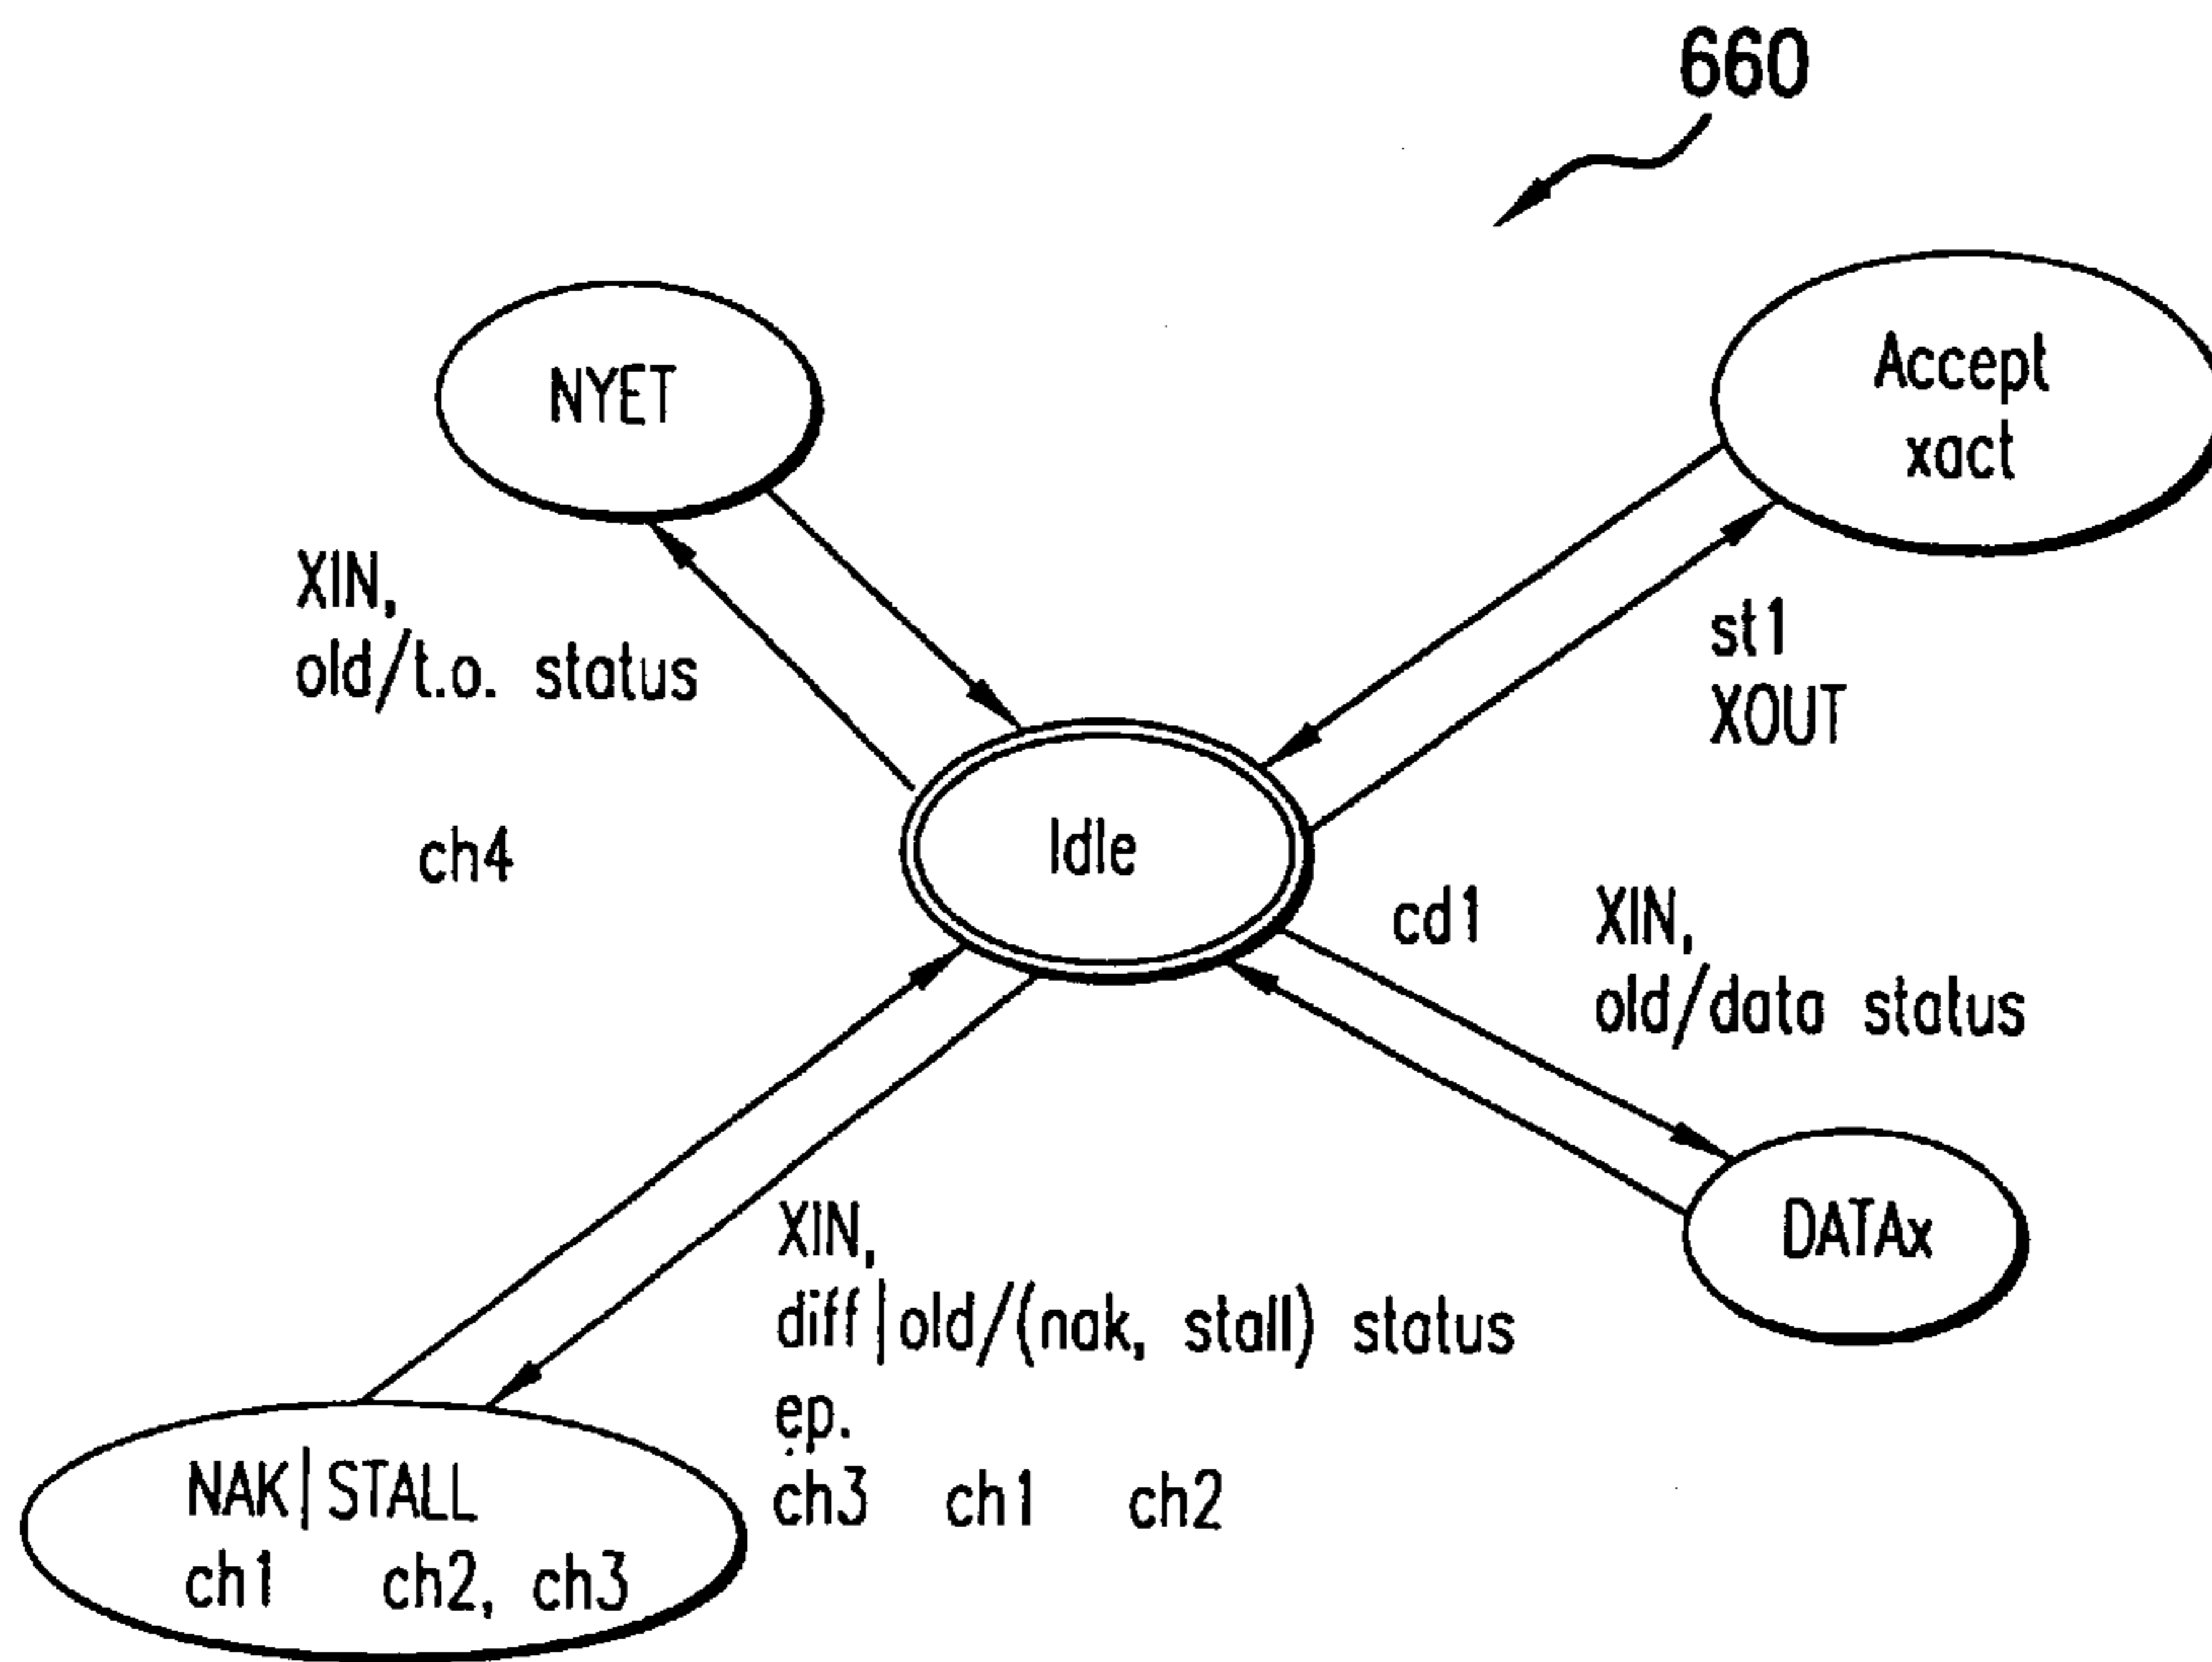 660
NYET
Accept
xact
XIN,
old/t.o. status
st1
XOUT
ch4
Idle
cd1
XIN,
old/data status
DATAx
XIN,
diff|old/(nak, stall) status
ep.
ch3 ch1 ch2
NAK|STALL
ch1 ch2, ch3